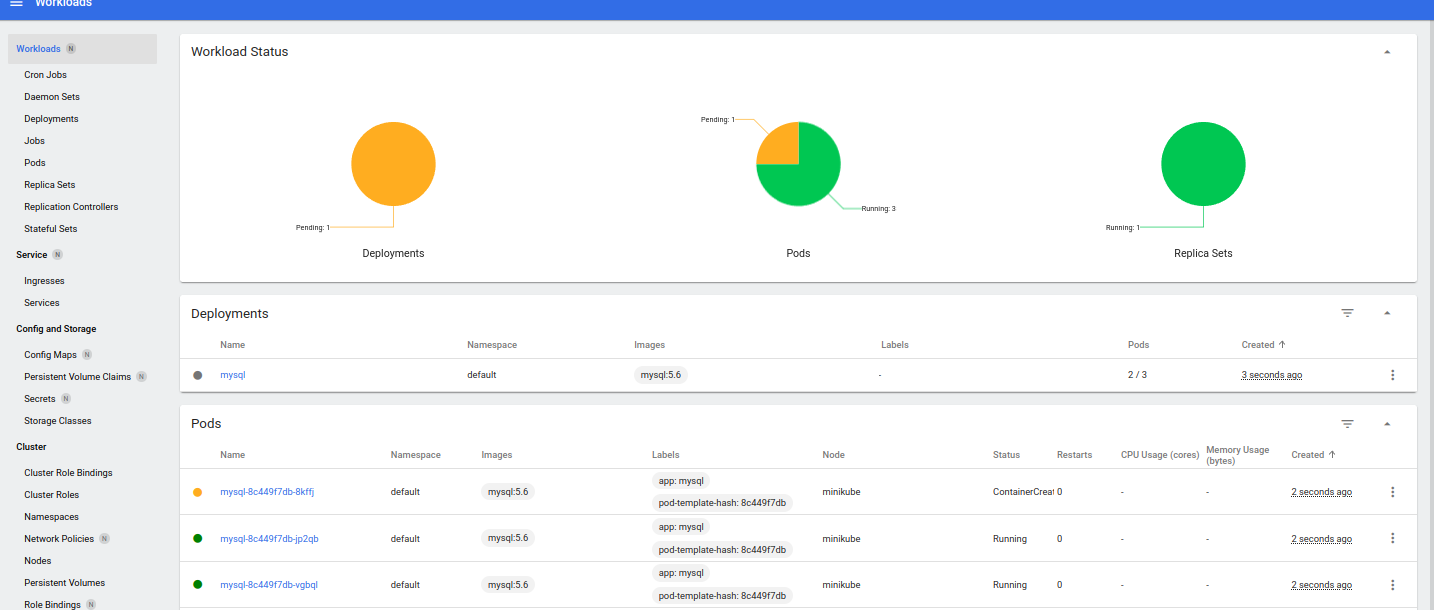 Workloads
Workloads N
Cron Jobs
Daemon Sets
Deployments
Jobs
Pods
Replica Sets
Replication Controllers
Stateful Sets
Service N
Ingresses
Services
Config and Storage
Config Maps N
Persistent Volume Claims N
Secrets N
Storage Classes
Cluster
Cluster Role Bindings
Cluster Roles
Namespaces
Network Policies N
Nodes
Persistent Volumes
Role Bindings N
Workload Status
Pending: 1
Deployments
Pending: 1
Running: 3
Pods
Running: 1
Replica Sets
Deployments
Name Namespace Images Labels Pods Created
mysql default mysql:5.6 - 2 / 3 3 seconds ago
Pods
Name Namespace Images Labels Node Status Restarts CPU Usage (cores) Memory Usage (bytes) Created
mysql-8c449f7db-8kffj default mysql:5.6 app: mysql pod-template-hash: 8c449f7db minikube ContainerCreat 0 - - 2 seconds ago
mysql-8c449f7db-jp2qb default mysql:5.6 app: mysql pod-template-hash: 8c449f7db minikube Running 0 - - 2 seconds ago
mysql-8c449f7db-vgbql default mysql:5.6 app: mysql pod-template-hash: 8c449f7db minikube Running 0 - - 2 seconds ago